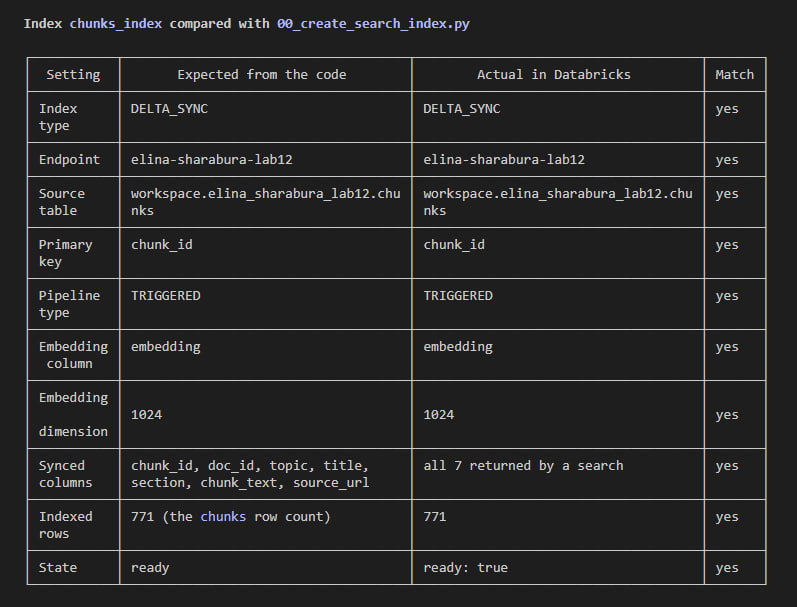 Index chunks_index compared with 00_create_search_index.py
Setting Expected from the code Actual in Databricks Match
Index DELTA_SYNC DELTA_SYNC yes
type
Endpoint elina-sharabura-lab12 elina-sharabura-lab12 yes
Source workspace.elina_sharabura_lab12.chu workspace.elina_sharabura_lab12.chu yes
table nks nks
Primary chunk_id chunk_id yes
key
Pipeline TRIGGERED TRIGGERED yes
type
Embedding embedding embedding yes
column
Embedding
1024 1024 yes
dimension
Synced chunk_id, doc_id, topic, title, all 7 returned by a search yes
columns section, chunk_text, source_url
Indexed 771 (the chunks row count) 771 yes
rows
State ready ready: true yes